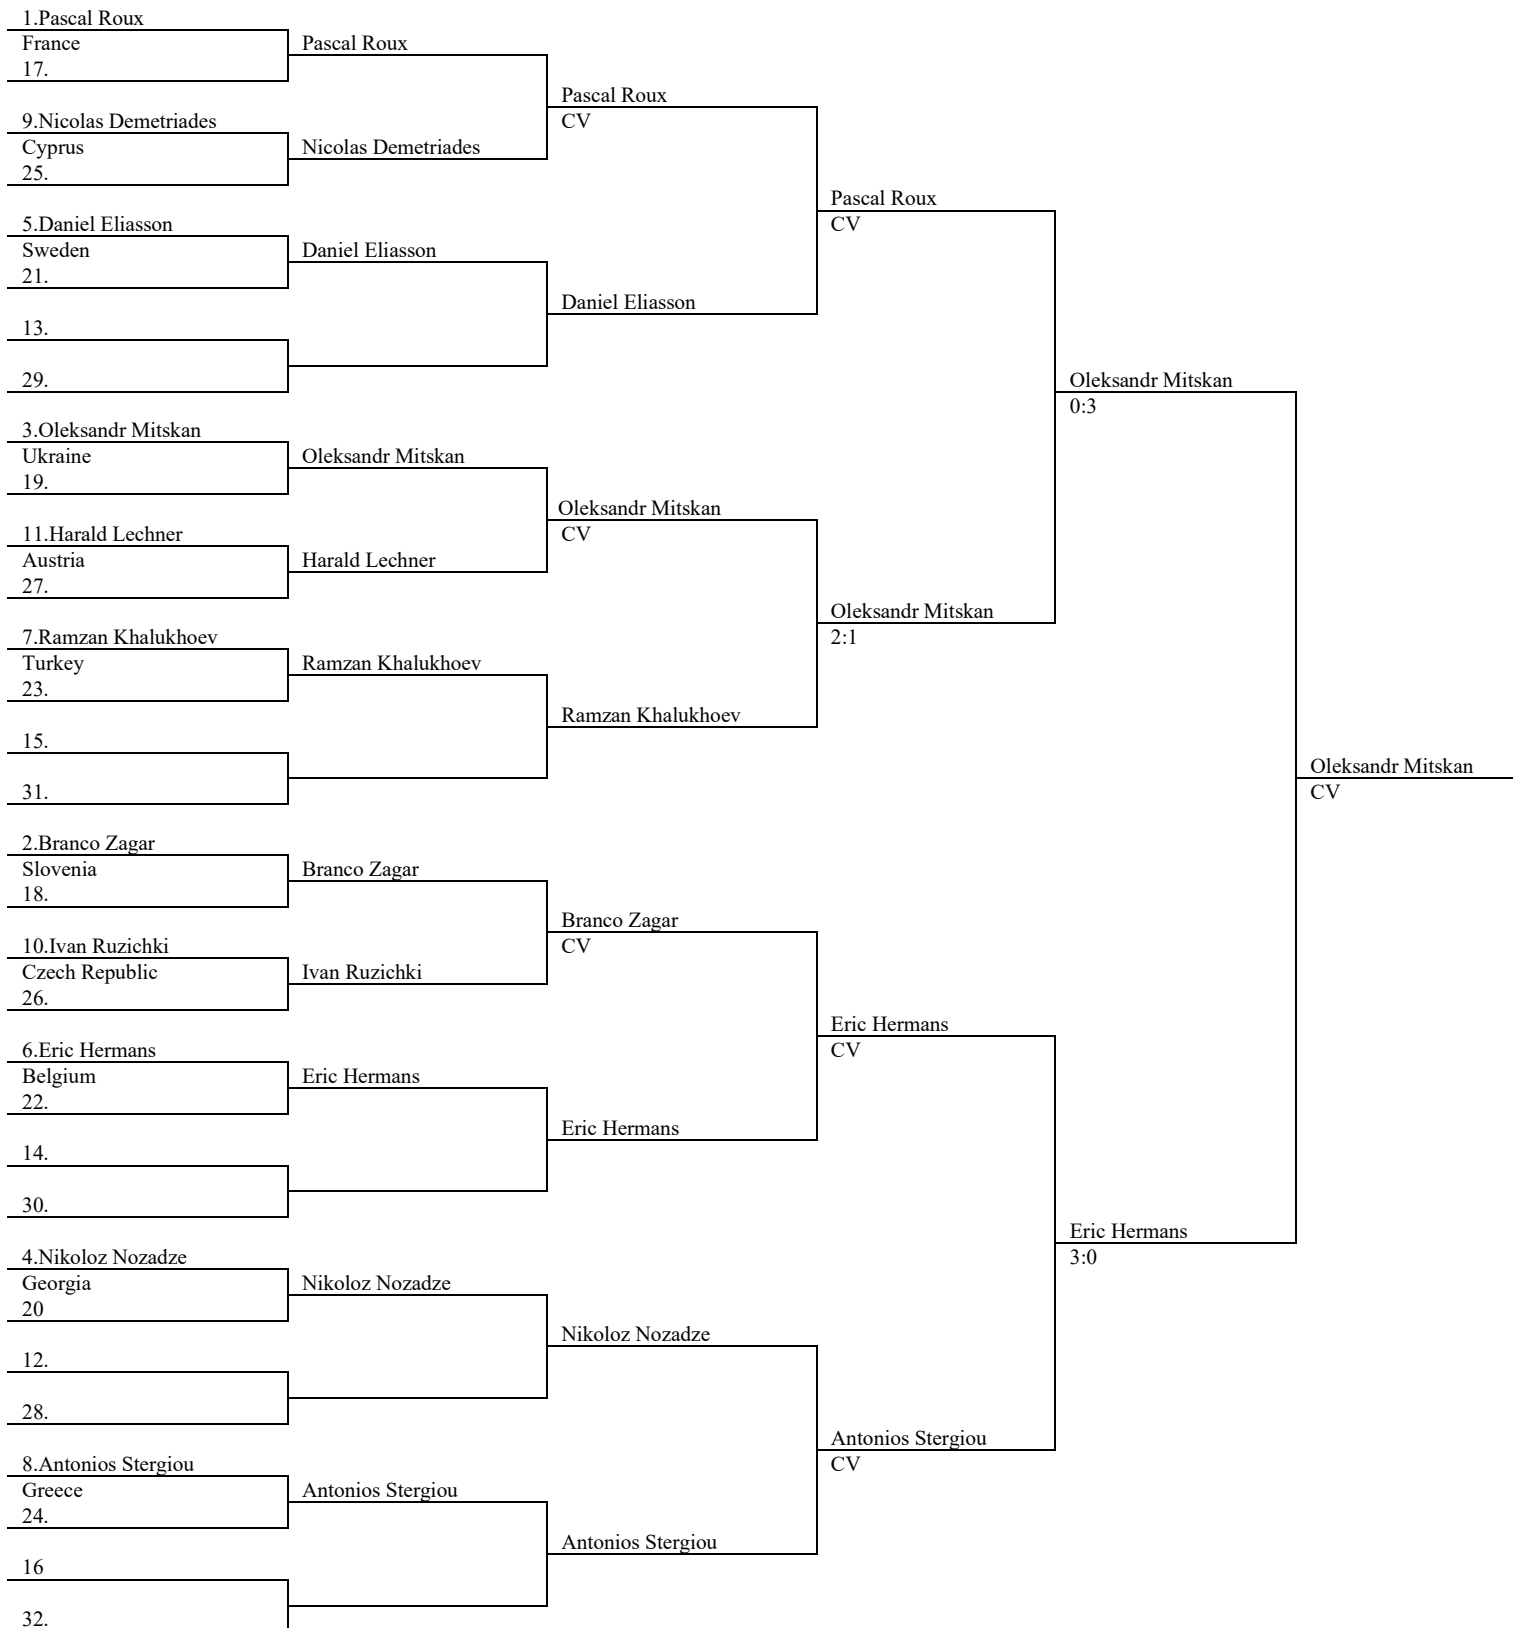 1.Pascal Roux
France
17.
9.Nicolas Demetriades
Cyprus
25.
5.Daniel Eliasson
Sweden
21.
13.
29.
3.Oleksandr Mitskan
Ukraine
19.
11.Harald Lechner
Austria
27.
7.Ramzan Khalukhoev
Turkey
23.
15.
31.
2.Branco Zagar
Slovenia
18.
10.Ivan Ruzichki
Czech Republic
26.
6.Eric Hermans
Belgium
22.
14.
30.
4.Nikoloz Nozadze
Georgia
20
12.
28.
8.Antonios Stergiou
Greece
24.
16
32.
Pascal Roux
Nicolas Demetriades
Daniel Eliasson
Oleksandr Mitskan
Harald Lechner
Ramzan Khalukhoev
Branco Zagar
Ivan Ruzichki
Eric Hermans
Nikoloz Nozadze
Antonios Stergiou
Pascal Roux
CV
Daniel Eliasson
Oleksandr Mitskan
CV
Ramzan Khalukhoev
Branco Zagar
CV
Eric Hermans
Nikoloz Nozadze
Antonios Stergiou
Pascal Roux
CV
Oleksandr Mitskan
2:1
Eric Hermans
CV
Antonios Stergiou
CV
Oleksandr Mitskan
0:3
Eric Hermans
3:0
Oleksandr Mitskan
CV